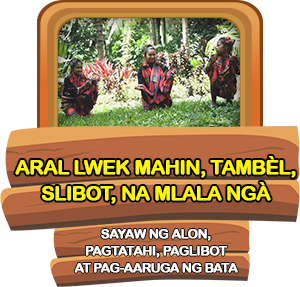 ARAL LWEK MAHIN, TAMBÈL,
SLIBOT, NA MLALA NGÀ
SAYAW NG ALON,
PAGTATAHI, PAGLIBOT
AT PAG-AARUGA NG BATA